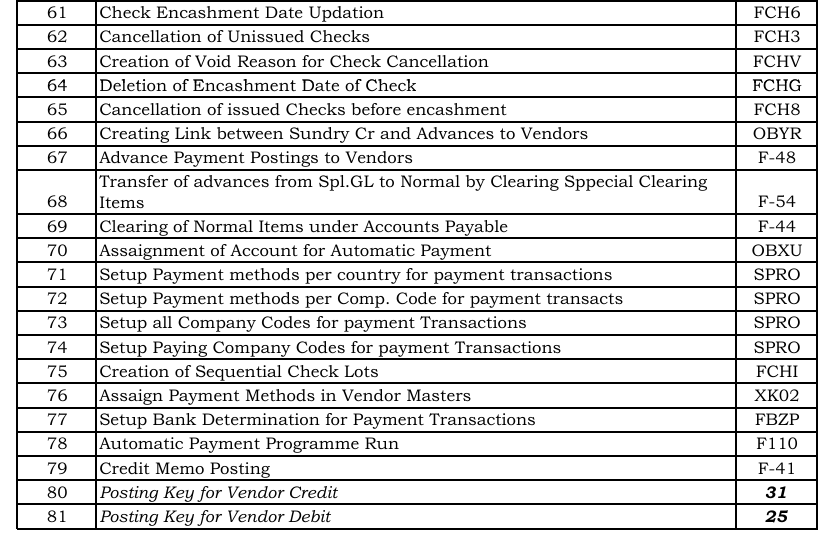 61 Check Encashment Date Updation FCH6
62 Cancellation of Unissued Checks FCH3
63 Creation of Void Reason for Check Cancellation FCHV
64 Deletion of Encashment Date of Check FCHG
65 Cancellation of issued Checks before encashment FCH8
66 Creating Link between Sundry Cr and Advances to Vendors OBYR
67 Advance Payment Postings to Vendors F-48
Transfer of advances from Spl.GL to Normal by Clearing Sppecial Clearing
68 Items F-54
69 Clearing of Normal Items under Accounts Payable F-44
70 Assaignment of Account for Automatic Payment OBXU
71 Setup Payment methods per country for payment transactions SPRO
72 Setup Payment methods per Comp. Code for payment transacts SPRO
73 Setup all Company Codes for payment Transactions SPRO
74 Setup Paying Company Codes for payment Transactions SPRO
75 Creation of Sequential Check Lots FCHI
76 Assaign Payment Methods in Vendor Masters XK02
77 Setup Bank Determination for Payment Transactions FBZP
78 Automatic Payment Programme Run F110
79 Credit Memo Posting F-41
80 Posting Key for Vendor Credit 31
81 Posting Key for Vendor Debit 25